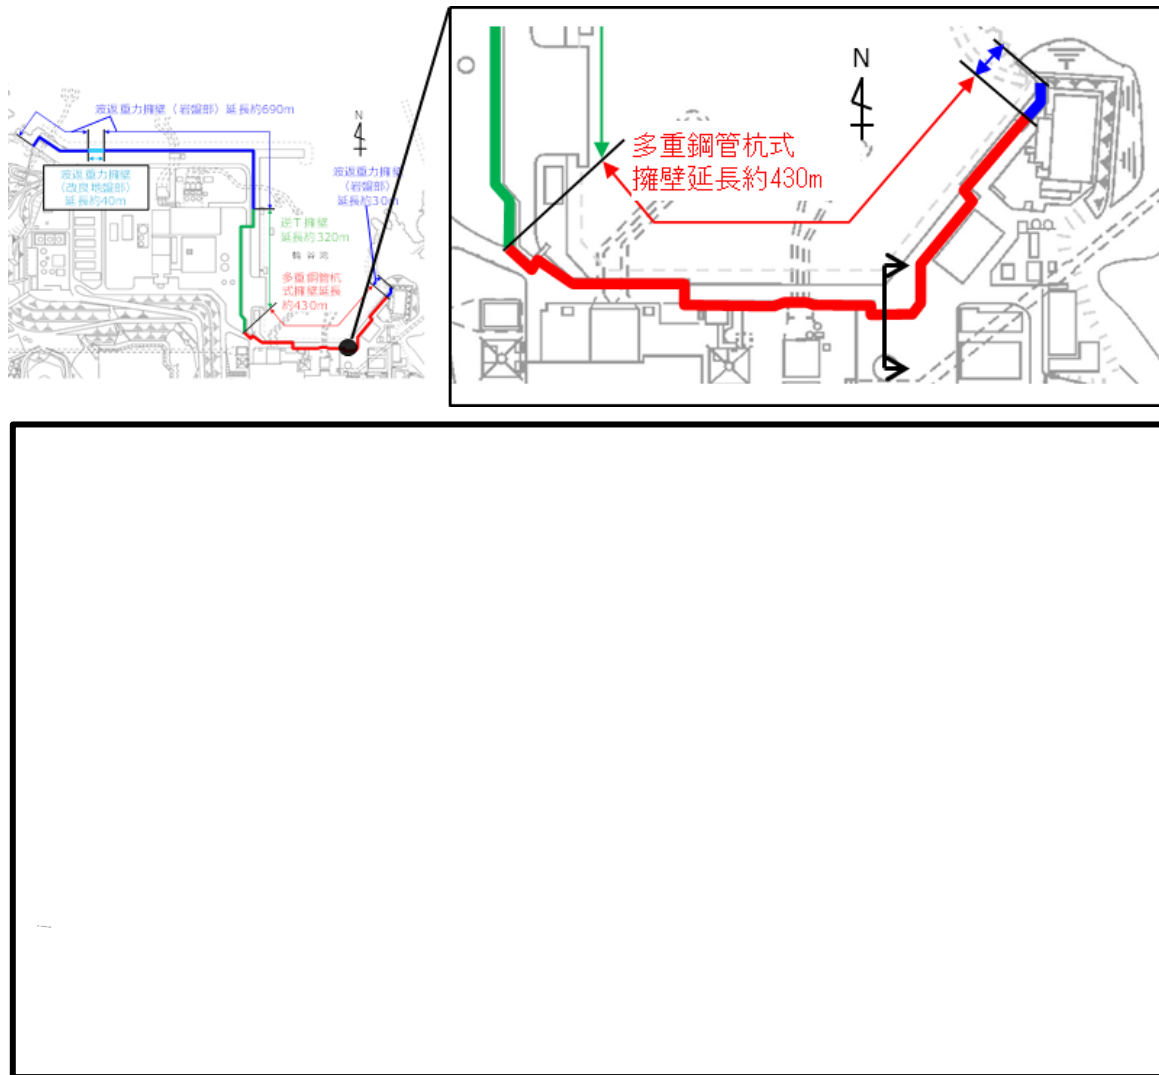 波返重力擁壁（岩盤部）延長約690m
N
波返重力擁壁
（改良地盤部）
延長約40m
波返重力擁壁
（岩盤部）
延長約30m
逆T擁壁
延長約320m
輪谷湾
多重鋼管杭
式擁壁延長
約430m
N
多重鋼管杭式
擁壁延長約430m